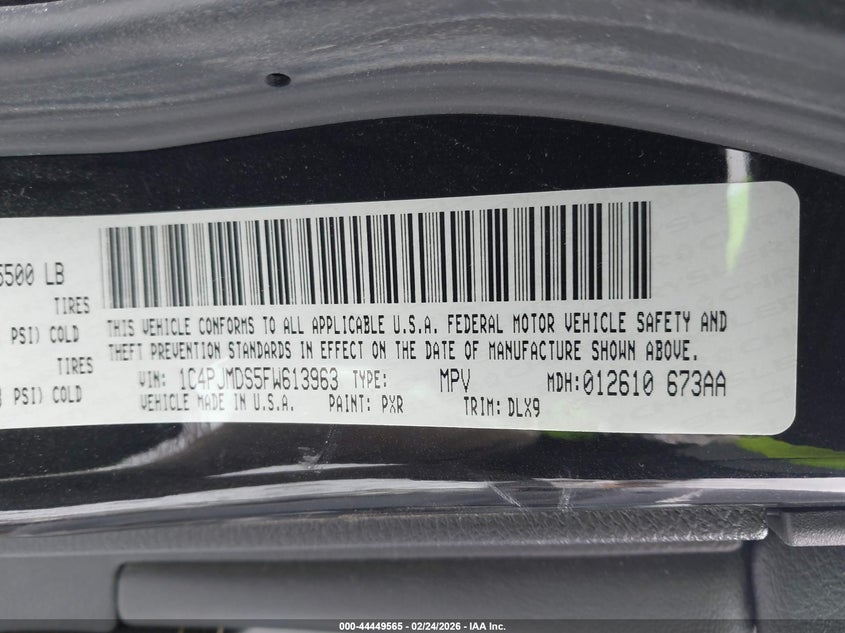 5500 LB
TIRES
PSI) COLD
TIRES
PSI) COLD
THIS VEHICLE CONFORMS TO ALL APPLICABLE U.S.A. FEDERAL MOTOR VEHICLE SAFETY AND
THEFT PREVENTION STANDARDS IN EFFECT ON THE DATE OF MANUFACTURE SHOWN ABOVE.
VIN: 1C4PJMDS5FW613963 TYPE: MPV MDH:012610 673AA
VEHICLE MADE IN U.S.A. PAINT: PXR TRIM: DLX9
000-44449565 - 02/24/2026 - IAA Inc.